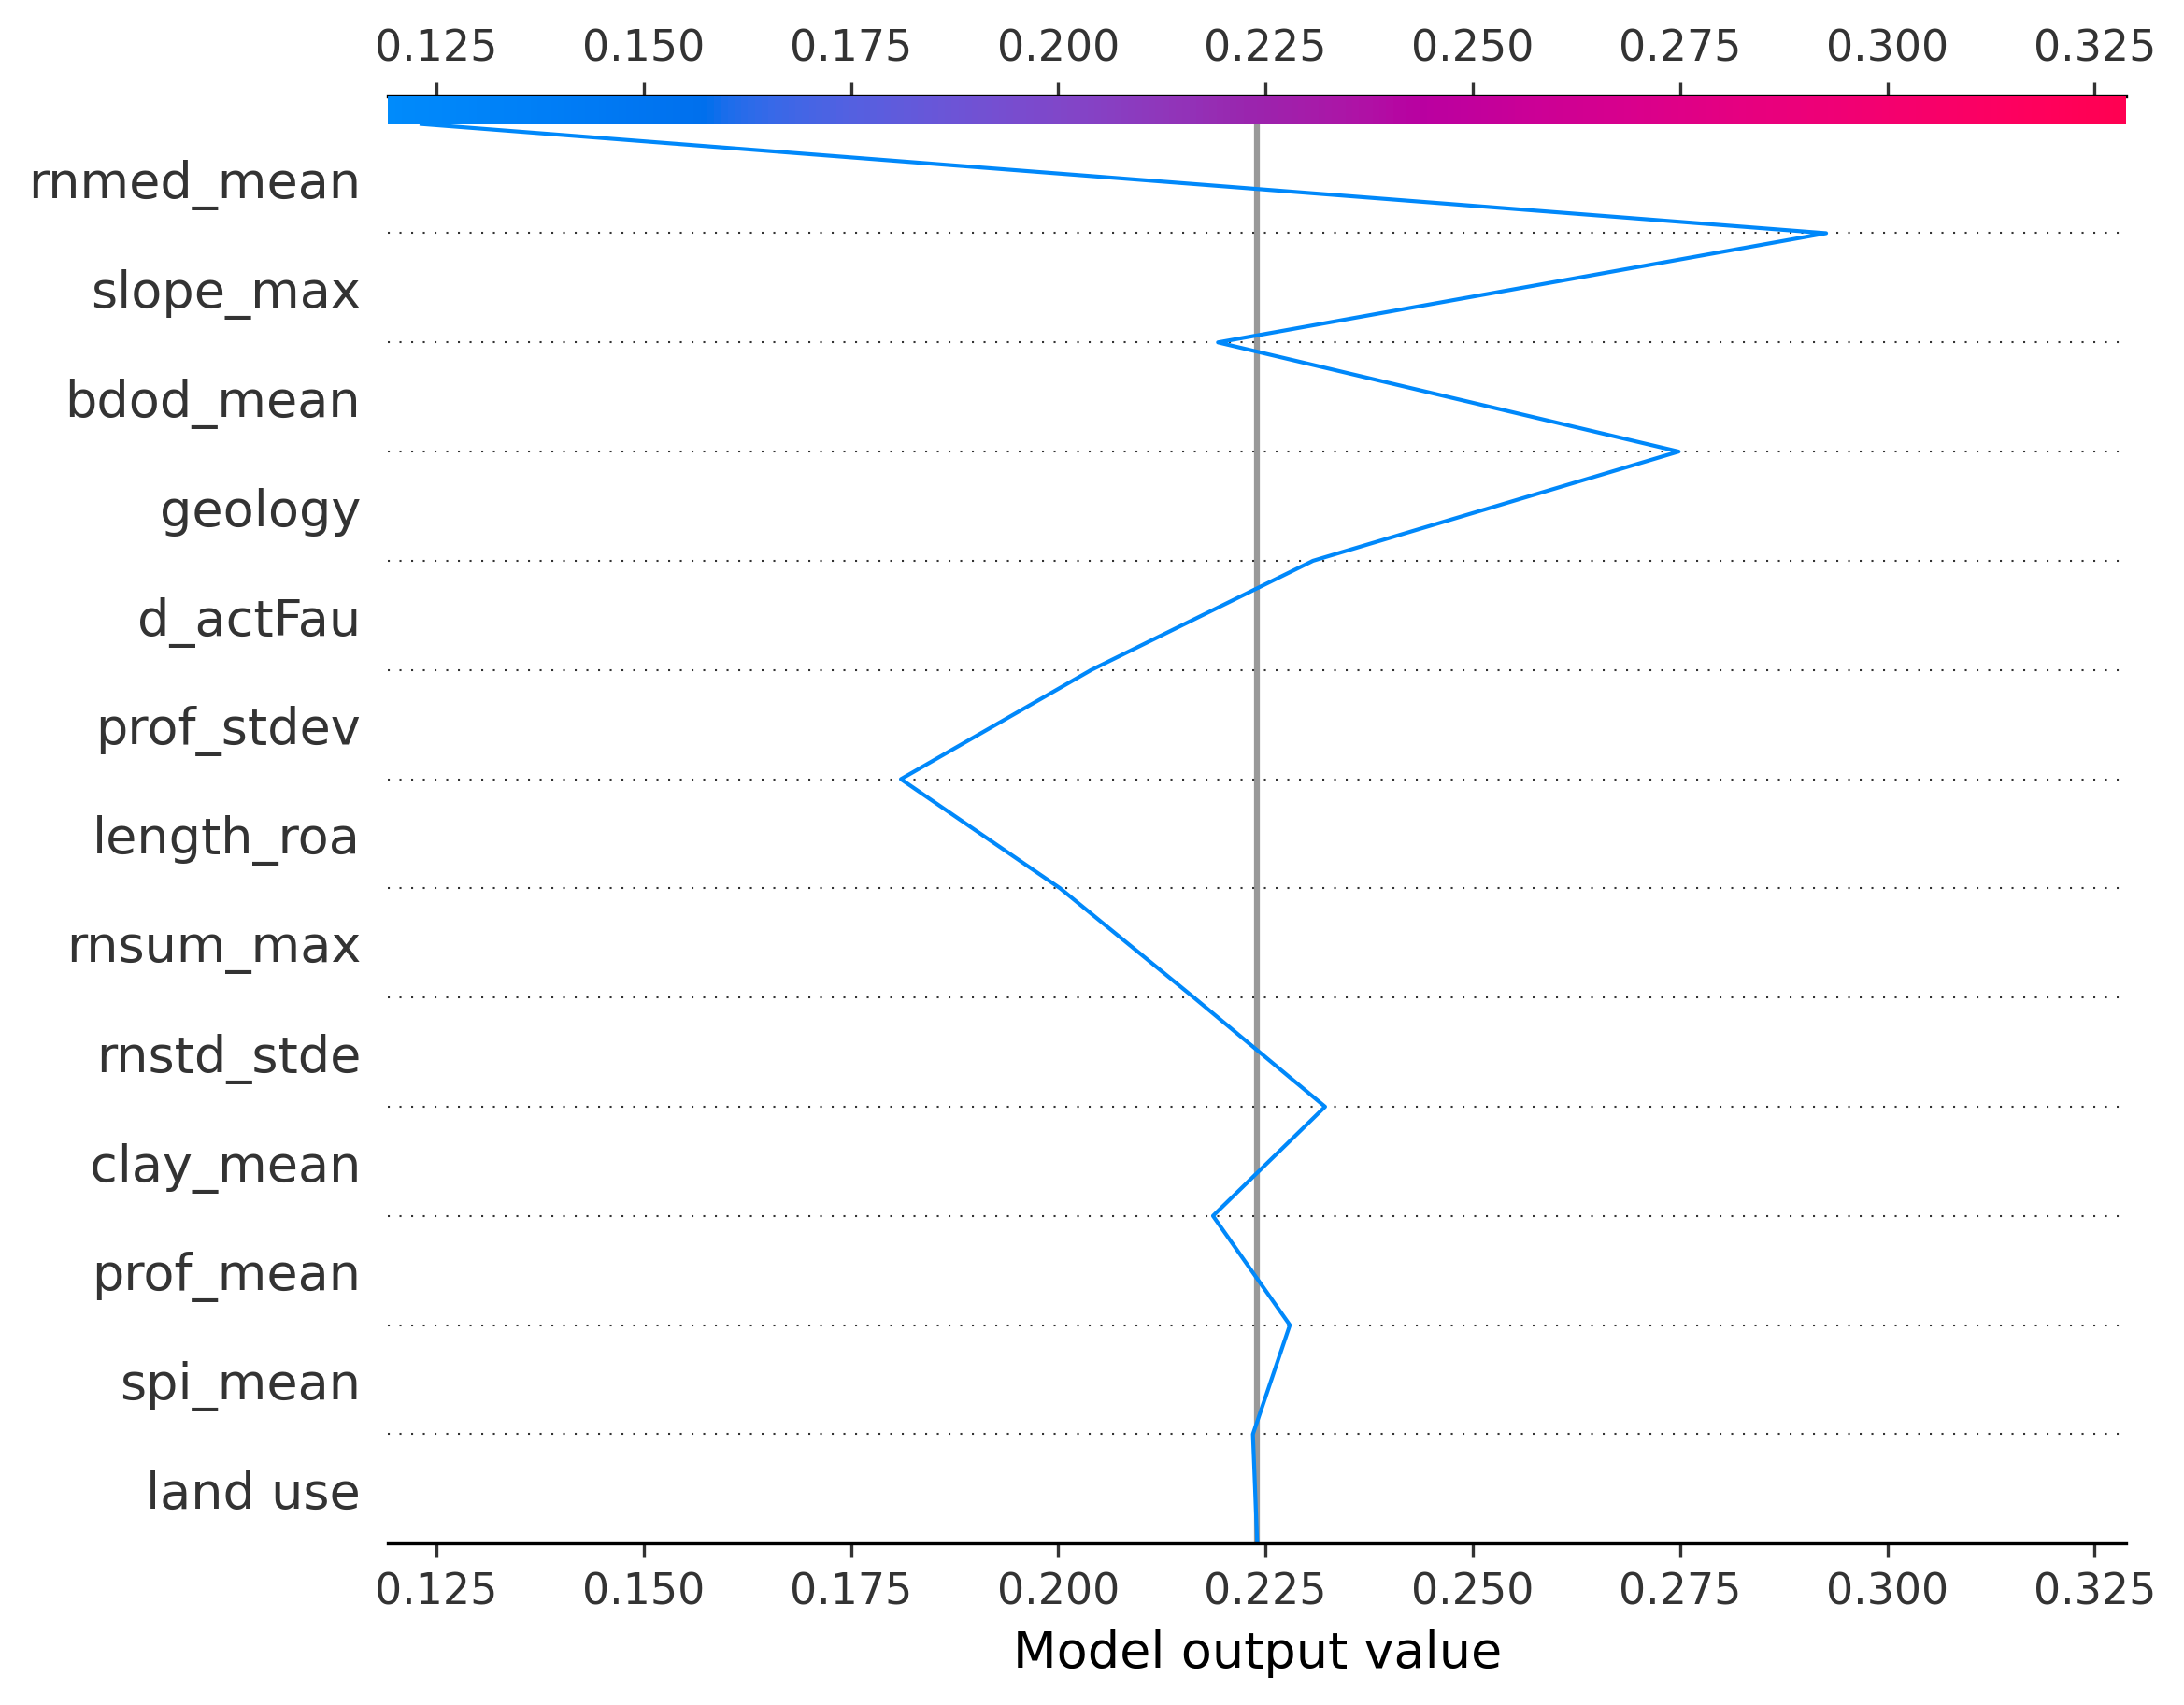 0.125 0.150 0.175 0.200 0.225 0.250 0.275 0.300 0.325
rnmed_mean
slope_max
bdod_mean
geology
d_actFau
prof_stdev
length_roa
rnsum_max
rnstd_stde
clay_mean
prof_mean
spi_mean
land use
0.125 0.150 0.175 0.200 0.225 0.250 0.275 0.300 0.325
Model output value